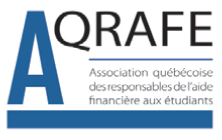 AQRAFE
Association québécoise
des responsables de l'aide
financière aux étudiants